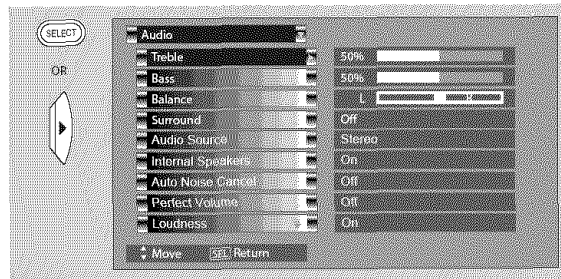 SELECT
OR
Audio
Treble 50%
Bass 50%
Balance L R
Surround Off
Audio Source Stereo
Internal Speakers On
Auto Noise Cancel Off
Perfect Volume Off
Loudness On
Move SEL Return